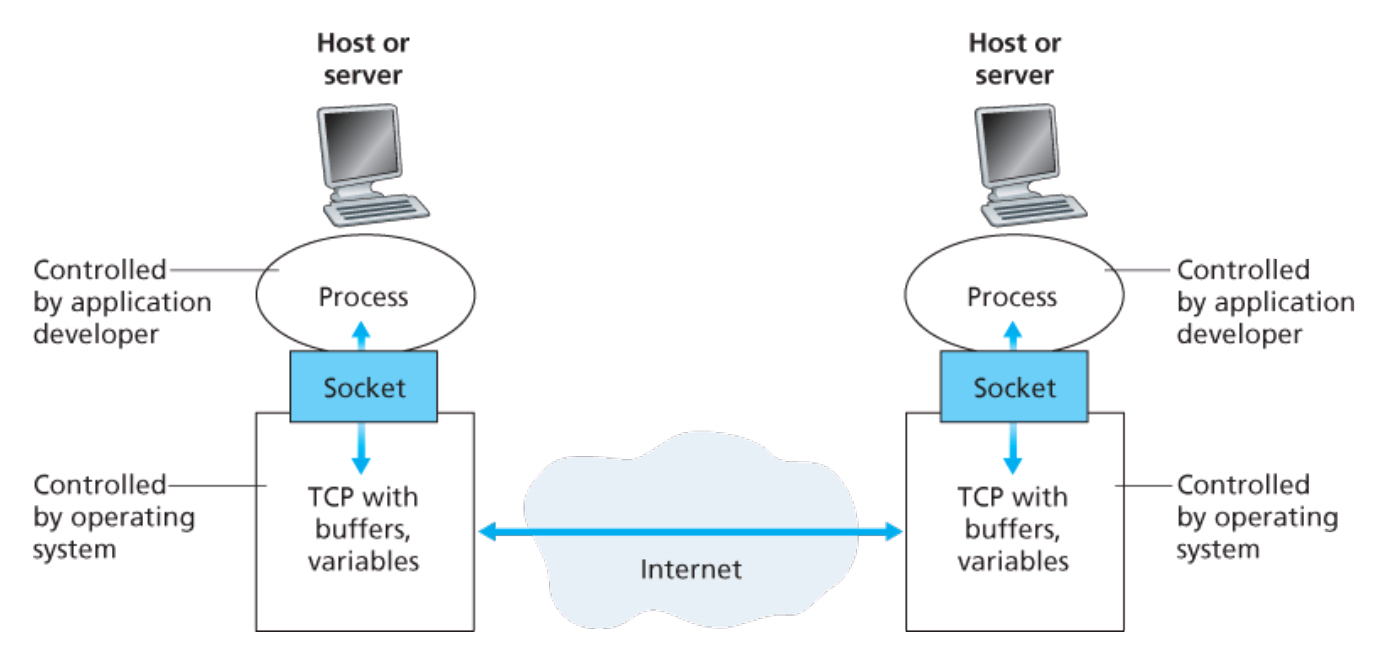 Host or
server
Host or
server
Controlled
by application
developer
Process
Process
Controlled
by application
developer
Socket
Socket
Controlled
by operating
system
TCP with
buffers,
variables
Internet
TCP with
buffers,
variables
Controlled
by operating
system